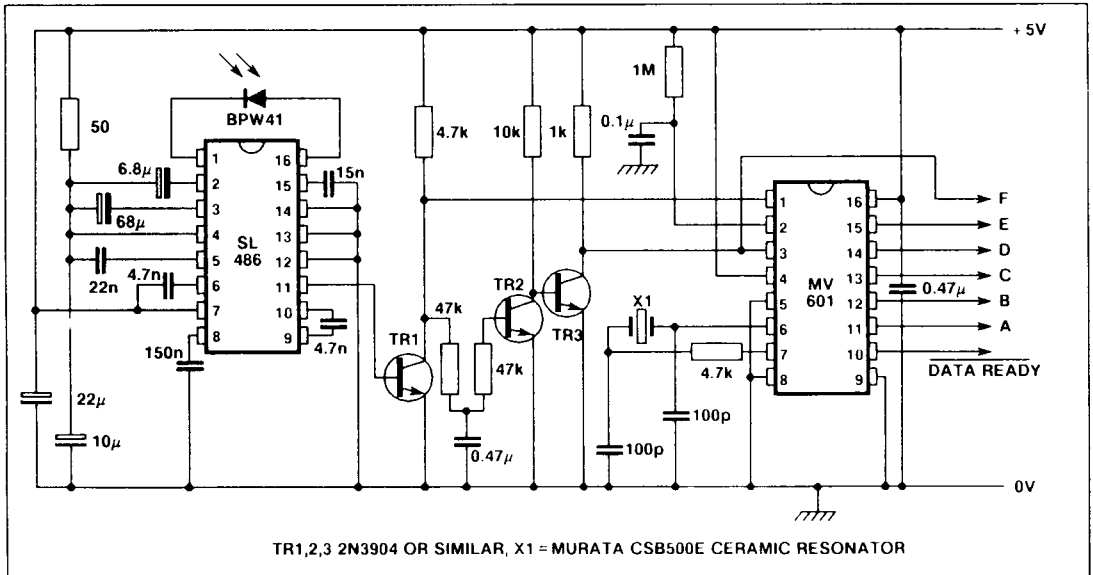 + 5V
1M
50
BPW41
4.7k
10k
1k
0.1μ
6.8μ
1
16
15n
2
15
68μ
3
14
1
16
F
4
SL
486
13
2
15
E
22n
5
12
3
14
D
4.7n
6
11
4
MV
601
13
C
0.47μ
7
10
TR2
5
12
B
8
9
4.7n
47k
X1
6
11
A
150n
TR1
TR3
7
10
DATA READY
47k
4.7k
8
9
22μ
10μ
0.47μ
100p
100p
0V
TR1,2,3 2N3904 OR SIMILAR, X1 = MURATA CSB500E CERAMIC RESONATOR